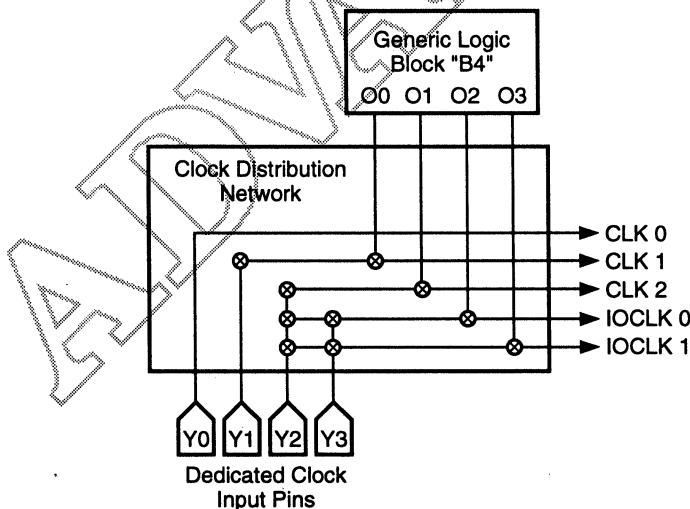 Generic Logic
Block "B4"
O0 O1 O2 O3
Clock Distribution
Network
CLK 0
CLK 1
CLK 2
IOCLK 0
IOCLK 1
Y0 Y1 Y2 Y3
Dedicated Clock
Input Pins
ADVA